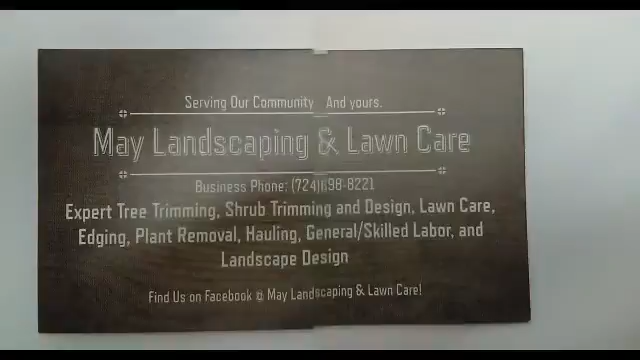 Serving Our Community And yours.
May Landscaping & Lawn Care
Business Phone: (724)698-8221
Expert Tree Trimming, Shrub Trimming and Design, Lawn Care,
Edging, Plant Removal, Hauling, General/Skilled Labor, and
Landscape Design
Find Us on Facebook @ May Landscaping & Lawn Care!